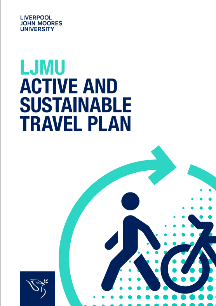 LIVERPOOL
JOHN MOORES
UNIVERSITY
LJMU
ACTIVE AND
SUSTAINABLE
TRAVEL PLAN